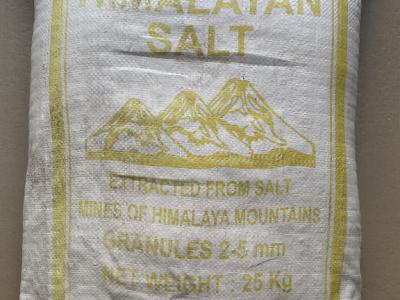 HIMALAYAN
SALT
EXTRACTED FROM SALT
MINES OF HIMALAYA MOUNTAINS
GRANULES 2-5 mm
NET WEIGHT : 25 Kg